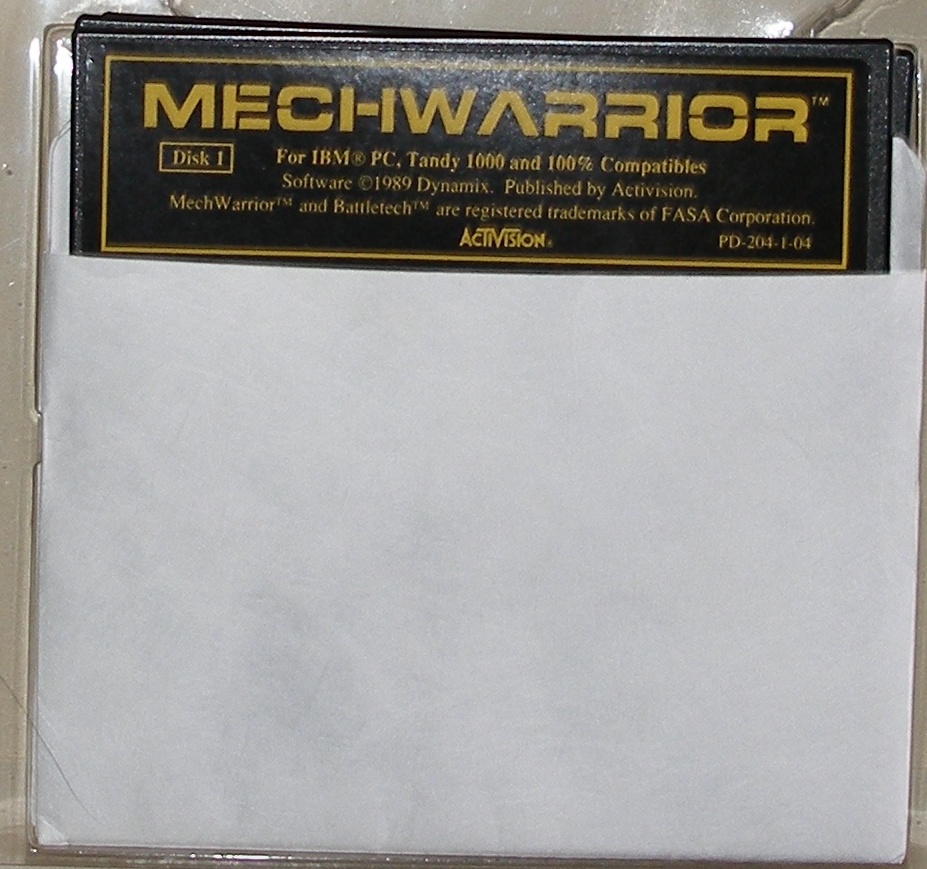 MECHWARRIOR™
Disk 1
For IBM® PC, Tandy 1000 and 100% Compatibles
Software ©1989 Dynamix. Published by Activision.
MechWarrior™ and Battletech™ are registered trademarks of FASA Corporation.
ACTIVISION®
PD-204-1-04